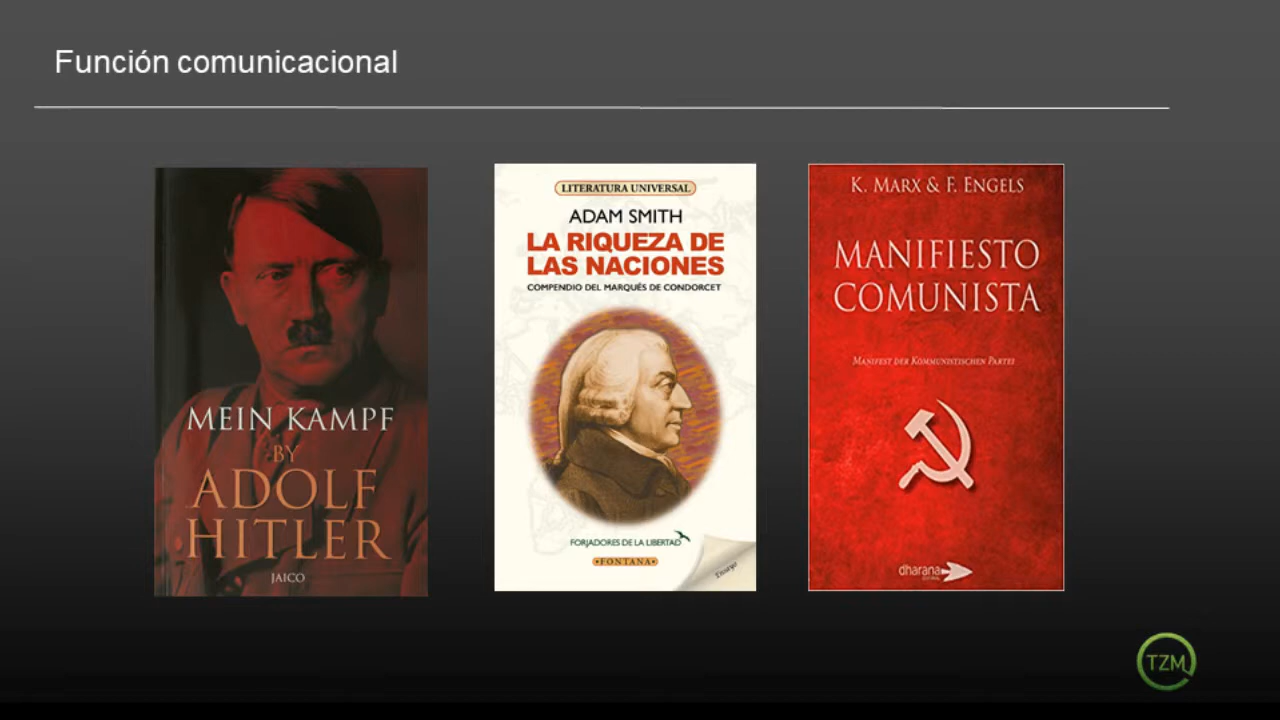 Función comunicacional
MEIN KAMPF
BY
ADOLF
HITLER
JAICO
LITERATURA UNIVERSAL
ADAM SMITH
LA RIQUEZA DE
LAS NACIONES
COMPENDIO DEL MARQUÉS DE CONDORCET
FORJADORES DE LA LIBERTAD
FONTANA
Ensayo
K. MARX & F. ENGELS
MANIFIESTO
COMUNISTA
MANIFEST DER KOMMUNISTISCHEN PARTEI
dharana
TZM